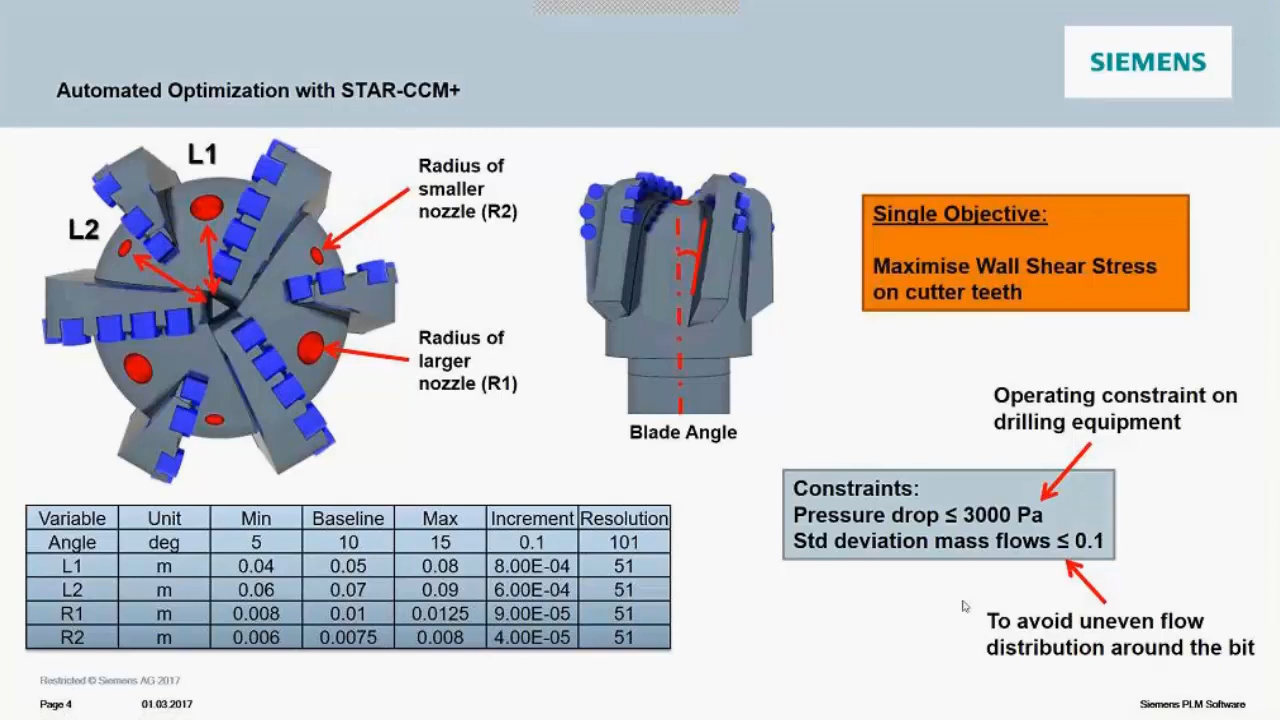 SIEMENS
Automated Optimization with STAR-CCM+
L1
L2
Radius of
smaller
nozzle (R2)
Radius of
larger
nozzle (R1)
Blade Angle
Single Objective:
Maximise Wall Shear Stress
on cutter teeth
Operating constraint on
drilling equipment
Constraints:
Pressure drop ≤ 3000 Pa
Std deviation mass flows ≤ 0.1
To avoid uneven flow
distribution around the bit
Variable Unit Min Baseline Max Increment Resolution
Angle deg 5 10 15 0.1 101
L1 m 0.04 0.05 0.08 8.00E-04 51
L2 m 0.06 0.07 0.09 6.00E-04 51
R1 m 0.008 0.01 0.0125 9.00E-05 51
R2 m 0.006 0.0075 0.008 4.00E-05 51
Restricted © Siemens AG 2017
Page 4 01.03.2017 Siemens PLM Software